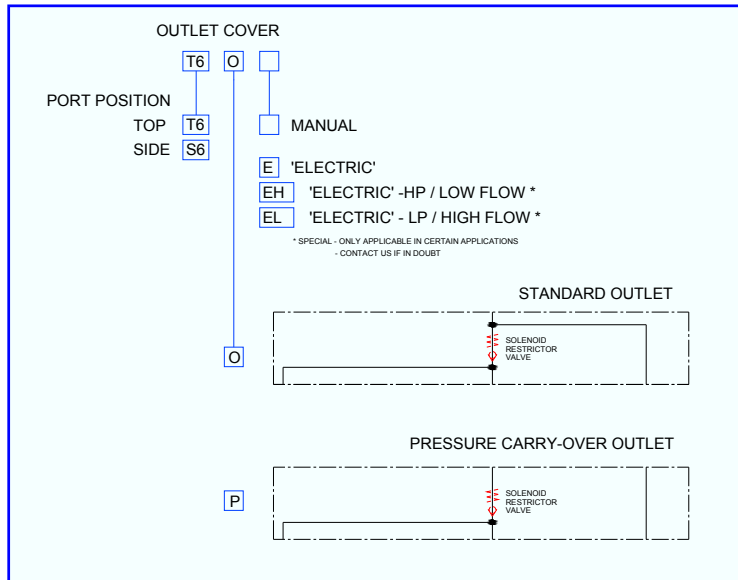 OUTLET COVER
T6 O
PORT POSITION
TOP T6 MANUAL
SIDE S6
E 'ELECTRIC'
EH 'ELECTRIC' -HP / LOW FLOW *
EL 'ELECTRIC' - LP / HIGH FLOW *
* SPECIAL - ONLY APPLICABLE IN CERTAIN APPLICATIONS
- CONTACT US IF IN DOUBT
STANDARD OUTLET
O
SOLENOID
RESTRICTOR
VALVE
PRESSURE CARRY-OVER OUTLET
P
SOLENOID
RESTRICTOR
VALVE